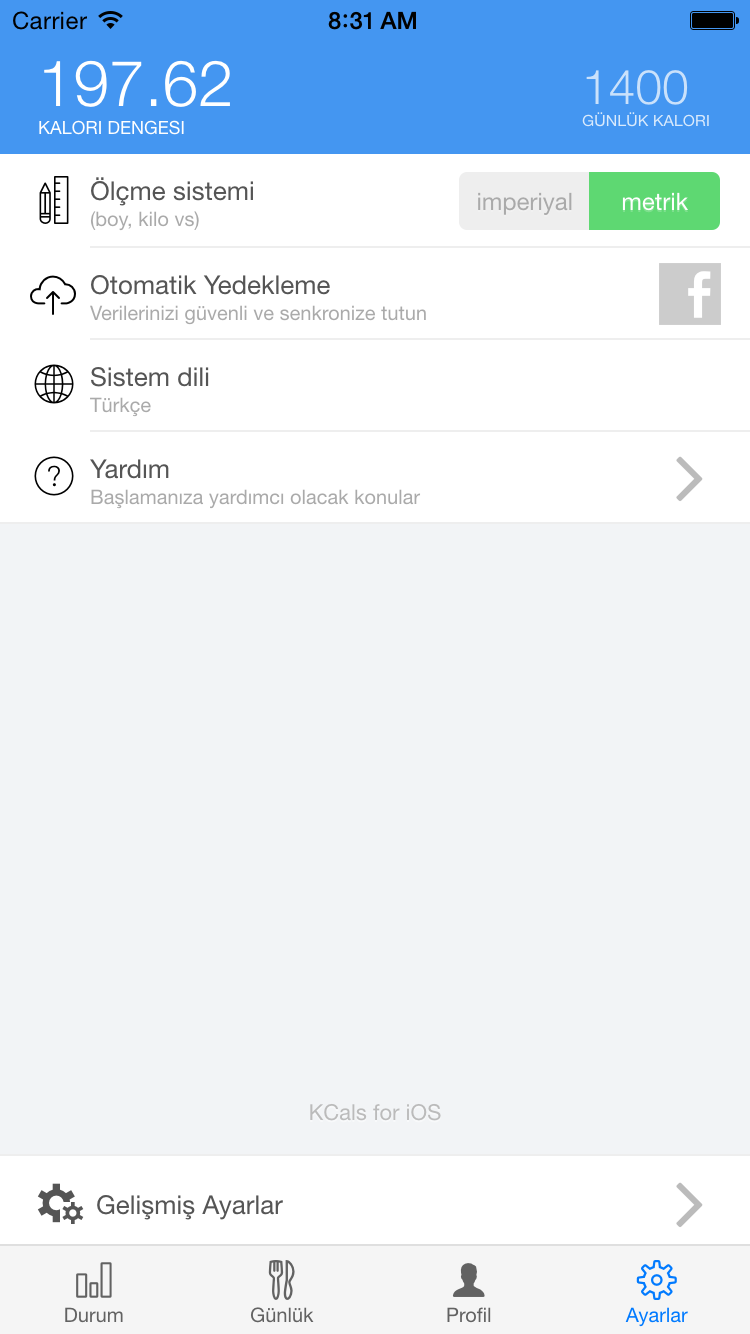 Carrier 8:31 AM
197.62
KALORI DENGESI
1400
GÜNLÜK KALORI
Ölçme sistemi
(boy, kilo vs)
imperiyal metrik
Otomatik Yedekleme
Verilerinizi güvenli ve senkronize tutun
f
Sistem dili
Türkçe
?
Yardım
Başlamanıza yardımcı olacak konular
KCals for iOS
Gelişmiş Ayarlar
Durum Günlük Profil Ayarlar